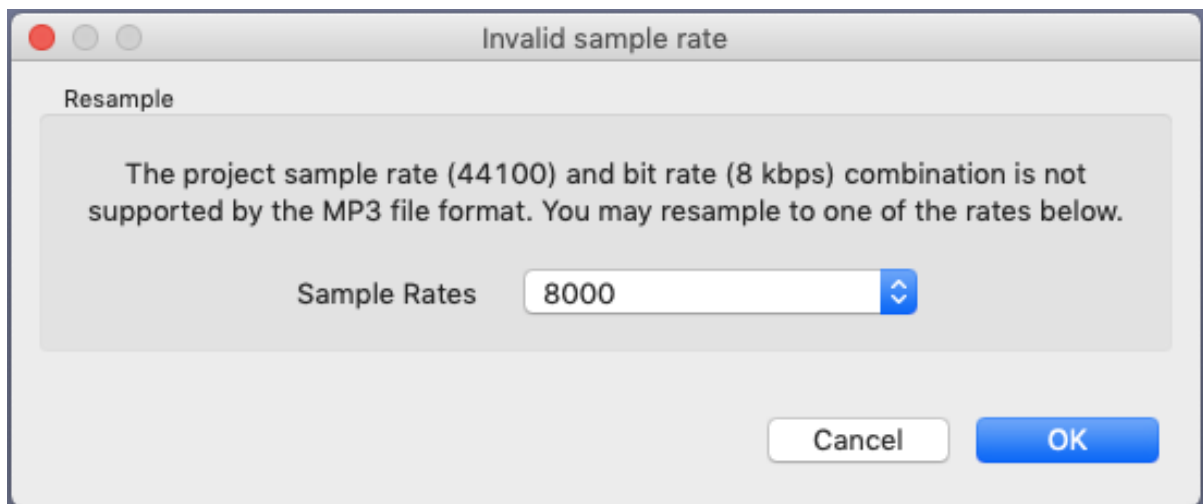 Invalid sample rate
Resample
The project sample rate (44100) and bit rate (8 kbps) combination is not
supported by the MP3 file format. You may resample to one of the rates below.
Sample Rates 8000
Cancel OK